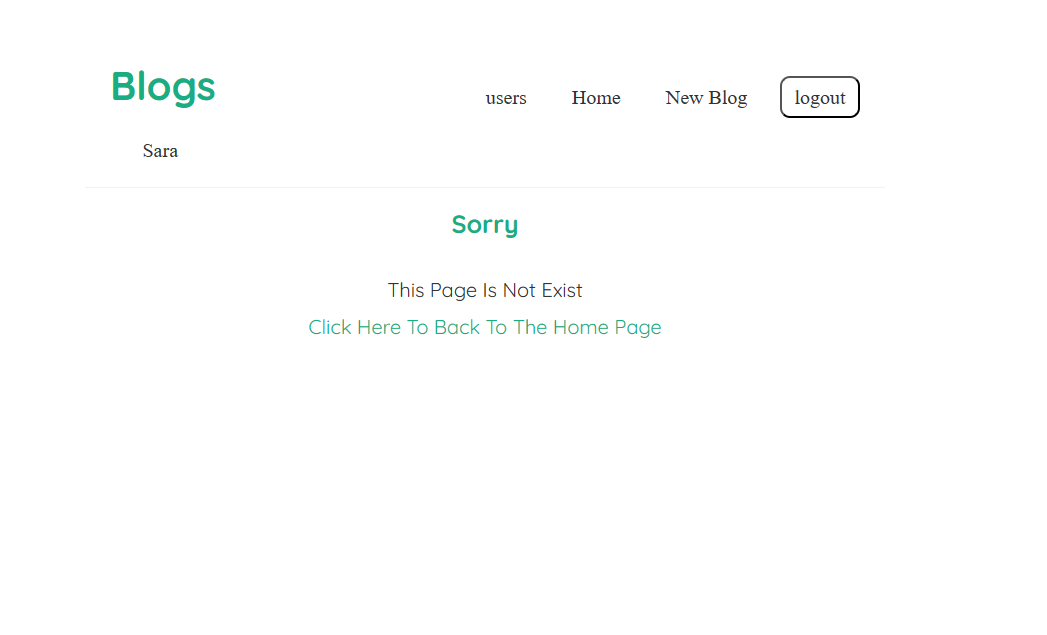 Blogs
users Home New Blog logout
Sara
Sorry
This Page Is Not Exist
Click Here To Back To The Home Page